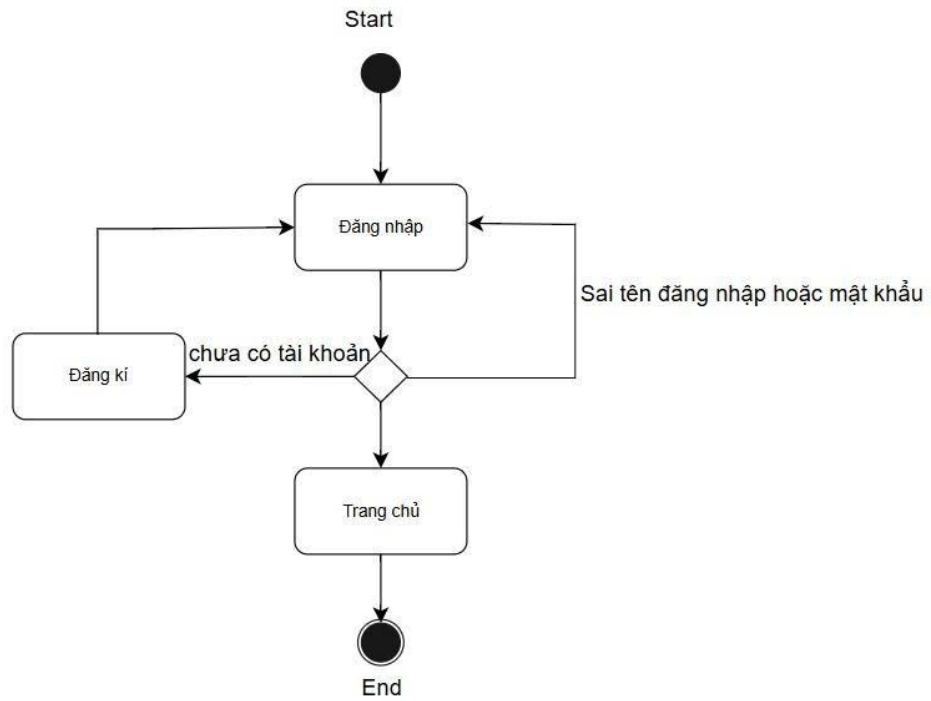 Start
Đăng nhập
Sai tên đăng nhập hoặc mật khẩu
chưa có tài khoản
Đăng kí
Trang chủ
End